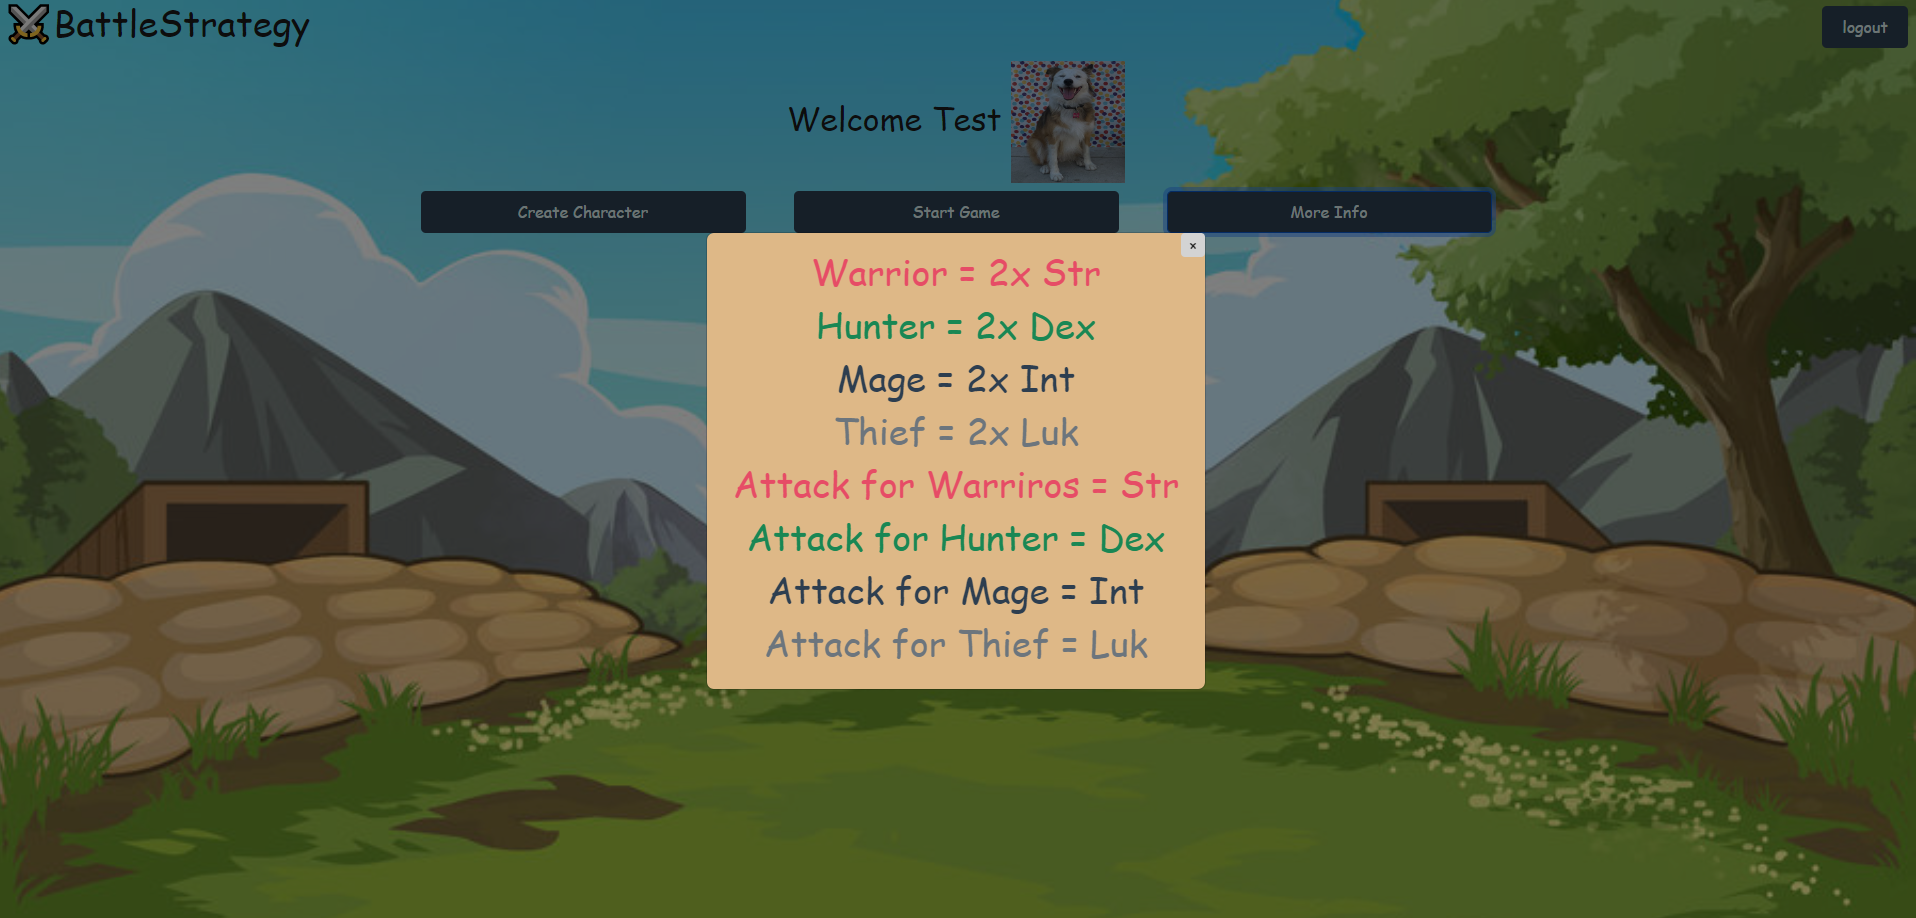 BattleStrategy
logout
Welcome Test
Create Character
Start Game
More Info
×
Warrior = 2x Str
Hunter = 2x Dex
Mage = 2x Int
Thief = 2x Luk
Attack for Warriros = Str
Attack for Hunter = Dex
Attack for Mage = Int
Attack for Thief = Luk